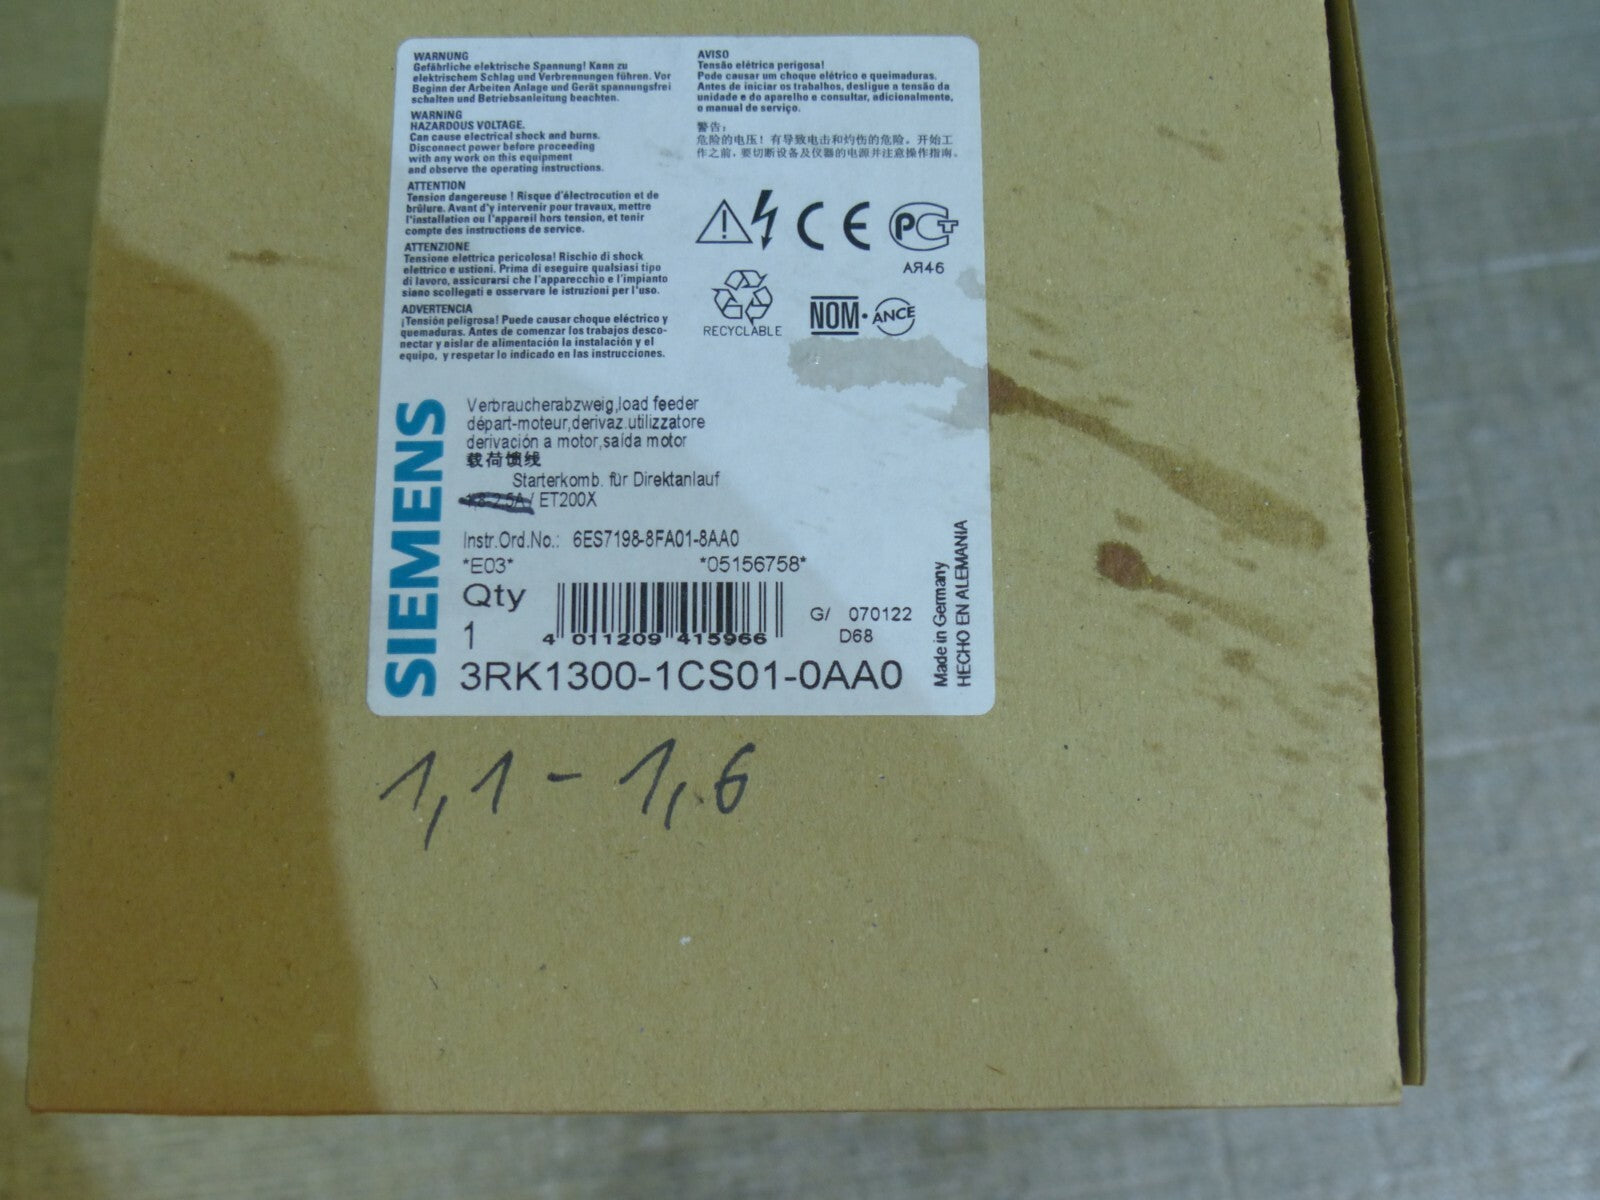 WARNUNG
Gefährliche elektrische Spannung! Kann zu
elektrischem Schlag und Verbrennungen führen. Vor
Beginn der Arbeiten Anlage und Gerät spannungsfrei
schalten und Betriebsanleitung beachten.
WARNING
HAZARDOUS VOLTAGE.
Can cause electrical shock and burns.
Disconnect power before proceeding
with any work on this equipment
and observe the operating instructions.
ATTENTION
Tension dangereuse ! Risque d'électrocution et de
brûlure. Avant d'y intervenir pour travaux, mettre
l'installation ou l'appareil hors tension, et tenir
compte des instructions de service.
ATTENZIONE
Tensione elettrica pericolosa! Rischio di shock
elettrico e ustioni. Prima di eseguire qualsiasi tipo
di lavoro, assicurarsi che l'apparecchio e l'impianto
siano scollegati e osservare le istruzioni per l'uso.
ADVERTENCIA
¡Tensión peligrosa! Puede causar choque eléctrico y
quemaduras. Antes de comenzar los trabajos desco-
nectar y aislar de alimentación la instalación y el
equipo, y respetar lo indicado en las instrucciones.
AVISO
Tensão elétrica perigosa!
Pode causar um choque elétrico e queimaduras.
Antes de iniciar os trabalhos, desligue a tensão da
unidade e do aparelho e consultar, adicionalmente,
o manual de serviço.
警告:
危险的电压! 有导致电击和灼伤的危险。开始工
作之前, 要切断设备及仪器的电源并注意操作指南。
CE
РСТ
АЯ46
RECYCLABLE
NOM·ANCE
SIEMENS
Verbraucherabzweig,load feeder
départ-moteur,derivaz.utilizzatore
derivación a motor,saída motor
载荷馈线
Starterkomb. für Direktanlauf
1.8-2.5A/ ET200X
Instr.Ord.No.: 6ES7198-8FA01-8AA0
*E03* *05156758*
Qty
1
4 011209 415966
G/ 070122
D68
3RK1300-1CS01-0AA0
Made in Germany
HECHO EN ALEMANIA
1,1 - 1,6